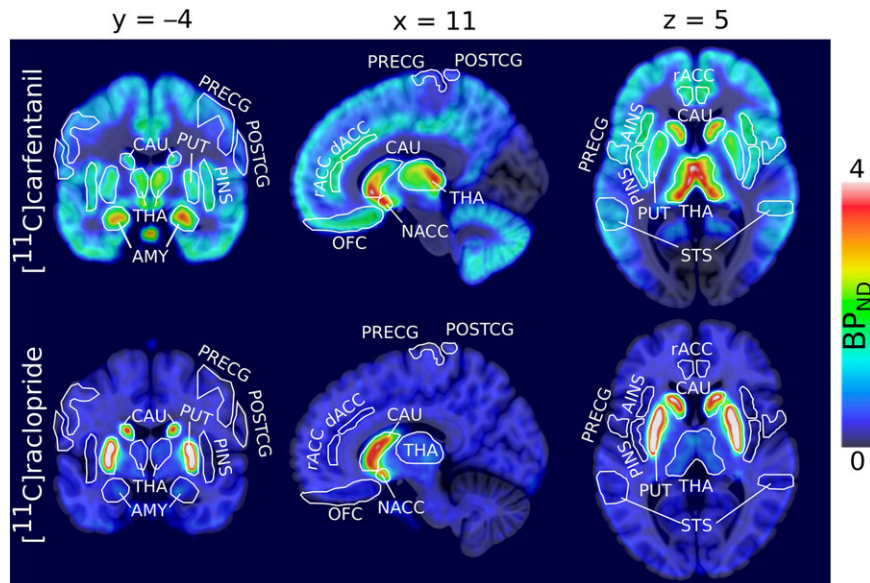 y = –4
x = 11
z = 5
[¹¹C]carfentanil
PRECG
POSTCG
CAU
PUT
PINS
THA
AMY
PRECG
POSTCG
rACC
dACC
CAU
THA
NACC
OFC
rACC
CAU
AINS
PRECG
PINS
PUT
THA
STS
[¹¹C]raclopride
PRECG
POSTCG
CAU
PUT
PINS
THA
AMY
PRECG
POSTCG
rACC
dACC
CAU
THA
NACC
OFC
rACC
CAU
AINS
PRECG
PINS
PUT
THA
STS
4
BP_ND
0